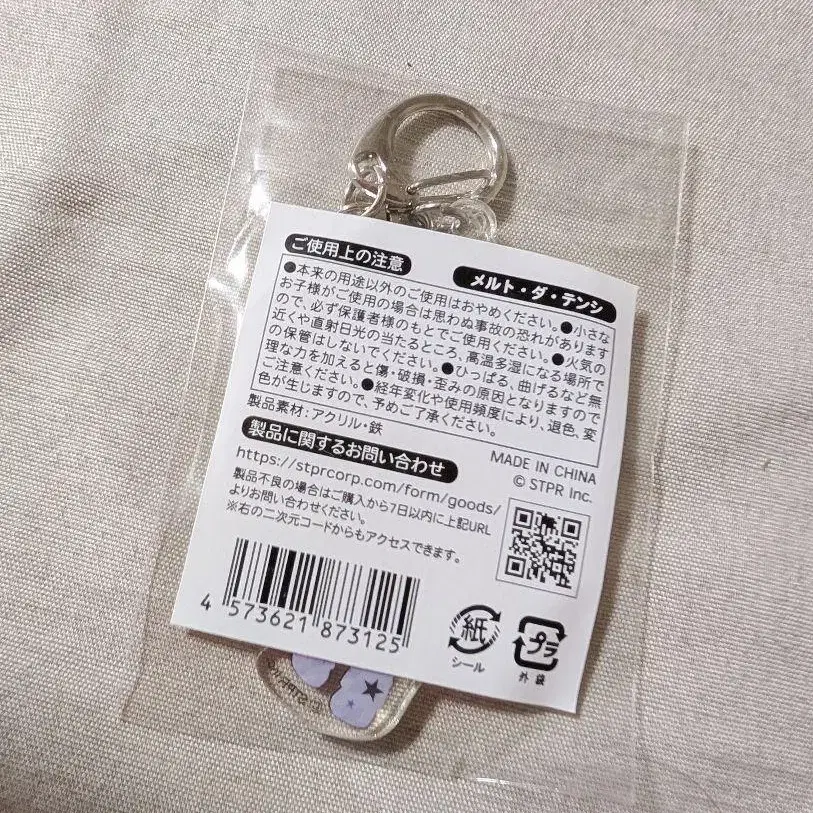 ご使用上の注意
メルト・ダ・テンシ
●本来の用途以外のご使用はおやめください。●小さな
お子様がご使用の場合は思わぬ事故の恐れがあります
ので、必ず保護者様のもとでご使用ください。●火気の
近くや直射日光の当たるところ、高温多湿になる場所で
の保管はしないでください。●ひっぱる、曲げるなど無
理な力を加えると傷・破損・歪みの原因となりますので
ご注意ください。●経年変化や使用頻度により、退色、変
色が生じますので、予めご了承ください。
製品素材：アクリル・鉄
MADE IN CHINA
© STPR Inc.
製品に関するお問い合わせ
https://stprcorp.com/form/goods/
製品不良の場合はご購入から7日以内に上記URL
よりお問い合わせください。
※右の二次元コードからもアクセスできます。
4 573621 873125
紙
シール
プラ
外袋